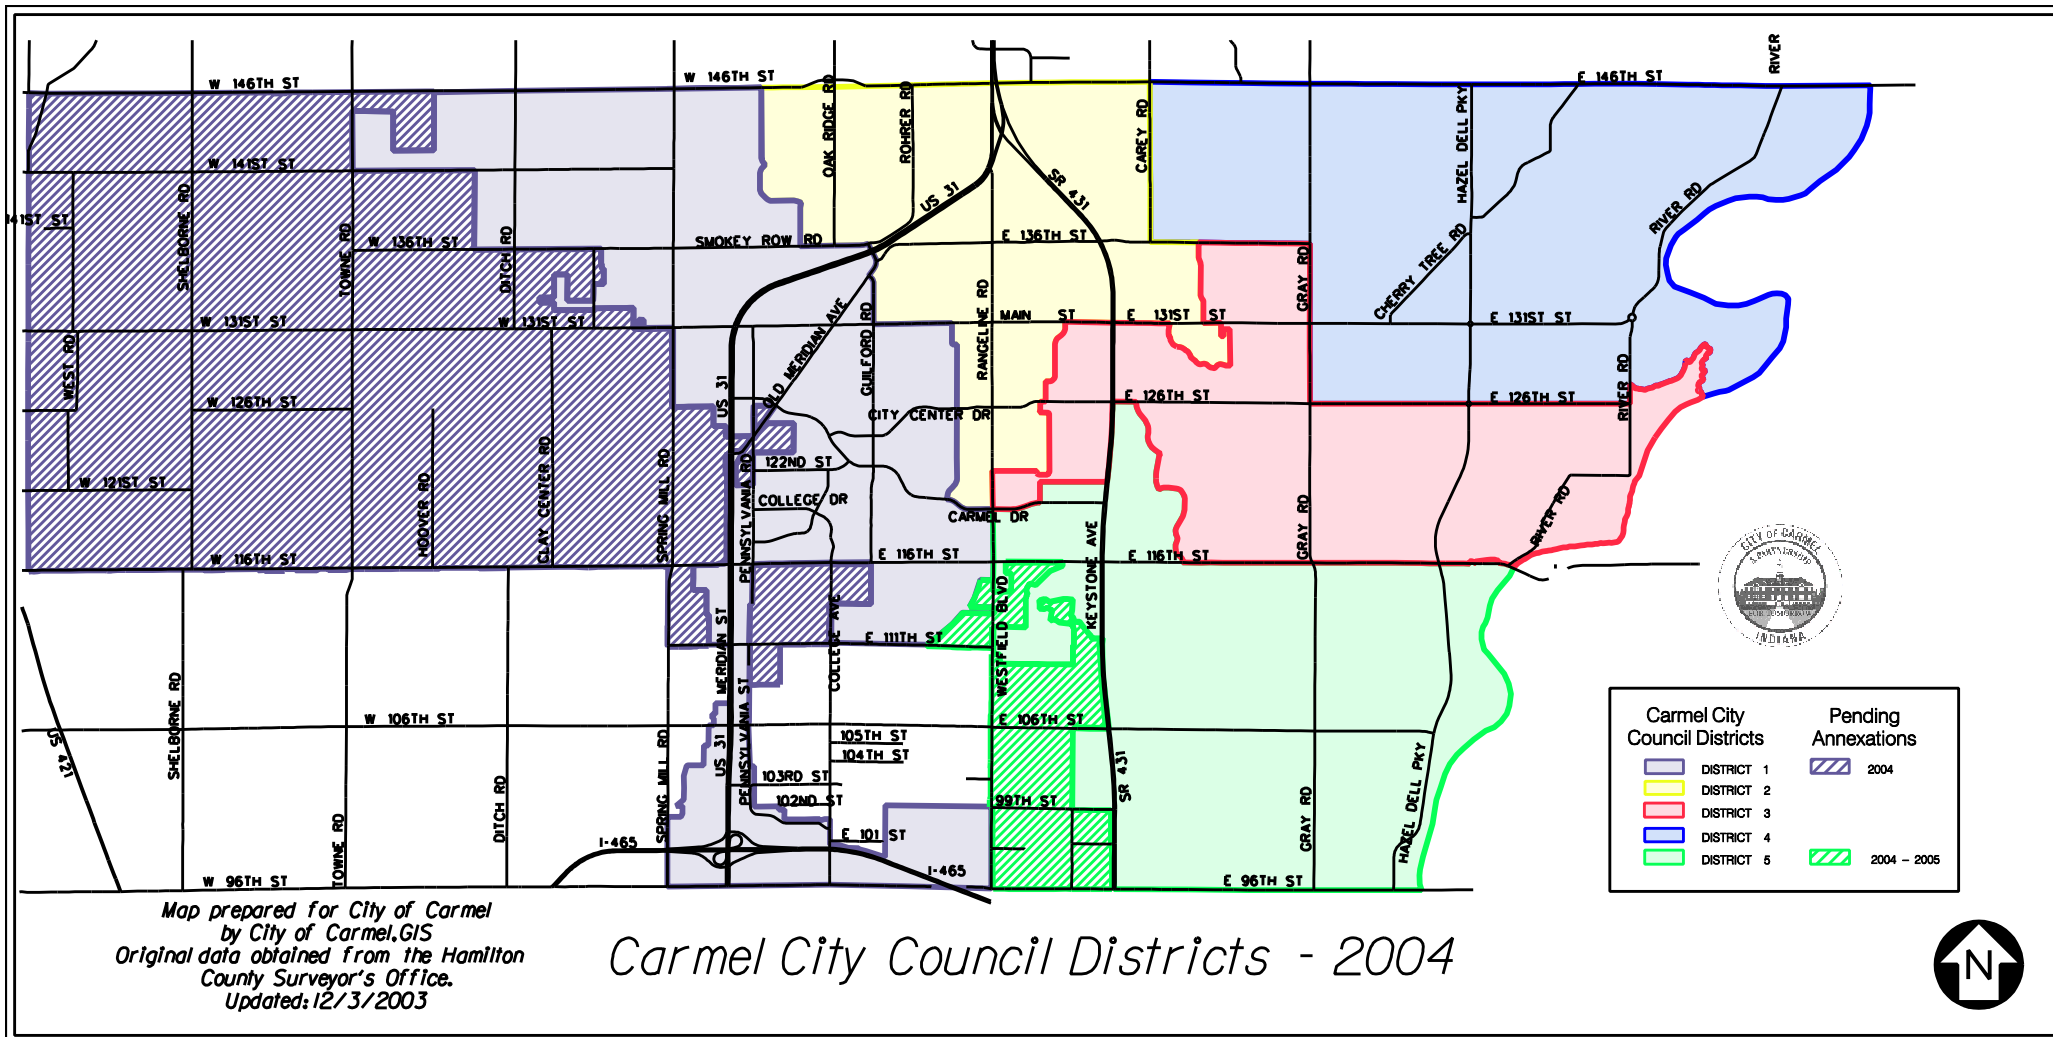 RIVER
W 146TH ST
W 146TH ST
E 146TH ST
OAK RIDGE RD
ROHRER RD
CAREY RD
HAZEL DELL PKY
W 141ST ST
141ST ST
SHELBORNE RD
TOWNE RD
DITCH RD
US 31
SR 431
RIVER RD
W 136TH ST
SMOKEY ROW RD
E 136TH ST
GRAY RD
CHERRY TREE RD
W 131ST ST
W 131ST ST
OLD MERIDIAN AVE
GUILFORD RD
RANGELINE RD
MAIN ST
E 131ST ST
E 131ST ST
WEST RD
US 31
W 126TH ST
CITY CENTER DR
E 126TH ST
E 126TH ST
RIVER RD
W 121ST ST
HOOVER RD
CLAY CENTER RD
SPRING MILL RD
PENNSYLVANIA RD
122ND ST
COLLEGE DR
CARMEL DR
KEYSTONE AVE
GRAY RD
RIVER RD
W 116TH ST
E 116TH ST
E 116TH ST
CITY OF CARMEL
INDIANA
MERIDIAN ST
COLLEGE AVE
E 111TH ST
WESTFIELD BLVD
US 421
SHELBORNE RD
W 106TH ST
E 106TH ST
SPRING MILL RD
US 31
PENNSYLVANIA ST
105TH ST
104TH ST
103RD ST
102ND ST
99TH ST
SR 431
TOWNE RD
DITCH RD
GRAY RD
HAZEL DELL PKY
I-465
E 101 ST
I-465
W 96TH ST
E 96TH ST
Carmel City
Council Districts
Pending
Annexations
DISTRICT 1
2004
DISTRICT 2
DISTRICT 3
DISTRICT 4
DISTRICT 5
2004 - 2005
Map prepared for City of Carmel
by City of Carmel,GIS
Original data obtained from the Hamilton
County Surveyor's Office.
Updated:12/3/2003
Carmel City Council Districts - 2004
N